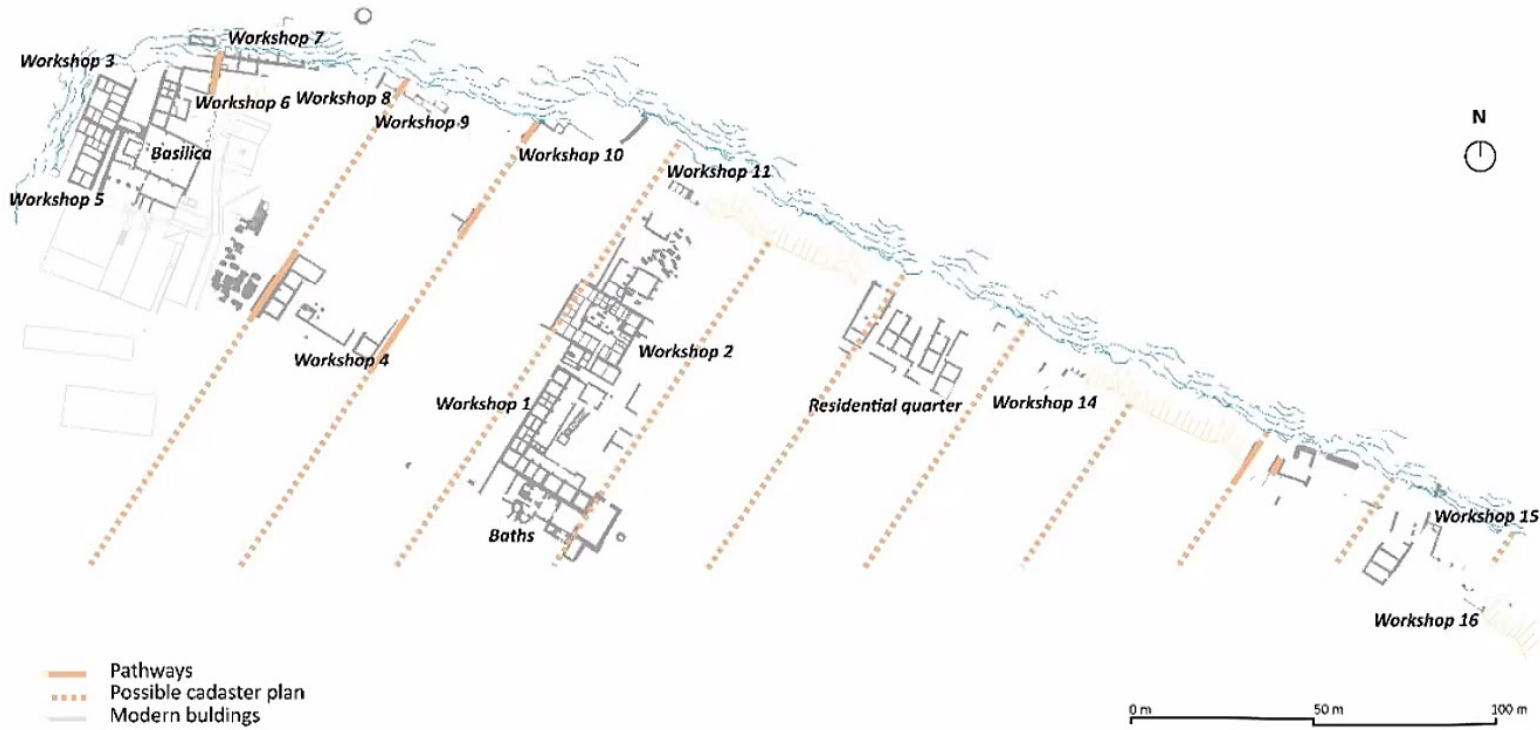 Workshop 7
Workshop 3
Workshop 6
Workshop 8
Workshop 9
N
Basilica
Workshop 10
Workshop 11
Workshop 5
Workshop 4
Workshop 2
Workshop 1
Residential quarter
Workshop 14
Baths
Workshop 15
Workshop 16
Pathways
Possible cadaster plan
Modern buldings
0 m
50 m
100 m